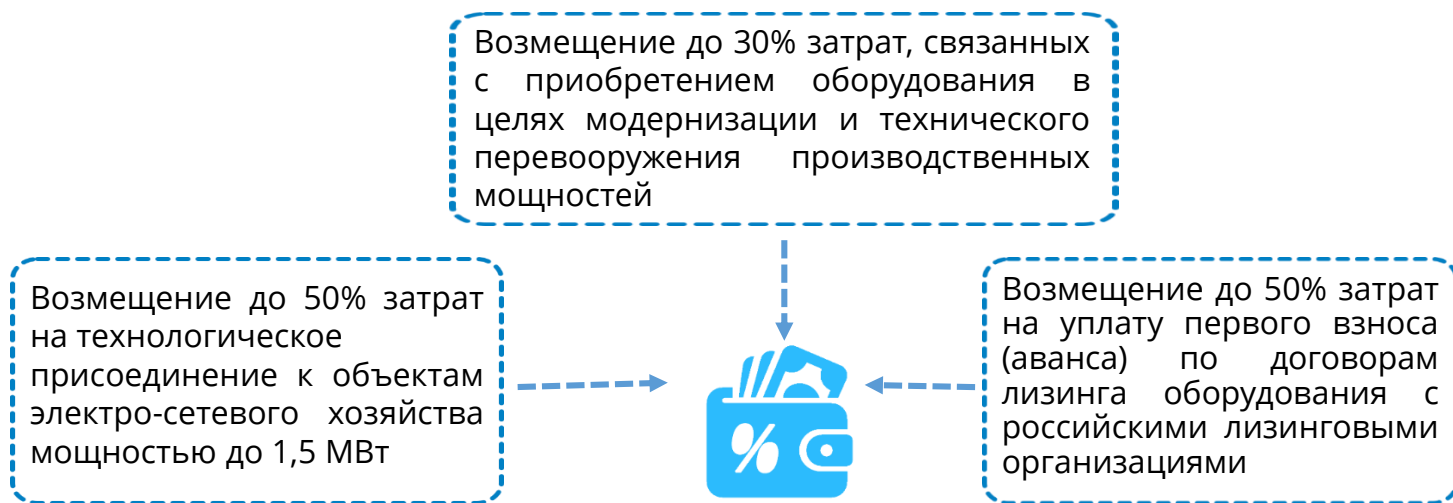 Возмещение до 30% затрат, связанных
с приобретением оборудования в
целях модернизации и технического
перевооружения производственных
мощностей
Возмещение до 50% затрат
на технологическое
присоединение к объектам
электро-сетевого хозяйства
мощностью до 1,5 МВт
Возмещение до 50% затрат
на уплату первого взноса
(аванса) по договорам
лизинга оборудования с
российскими лизинговыми
организациями
%